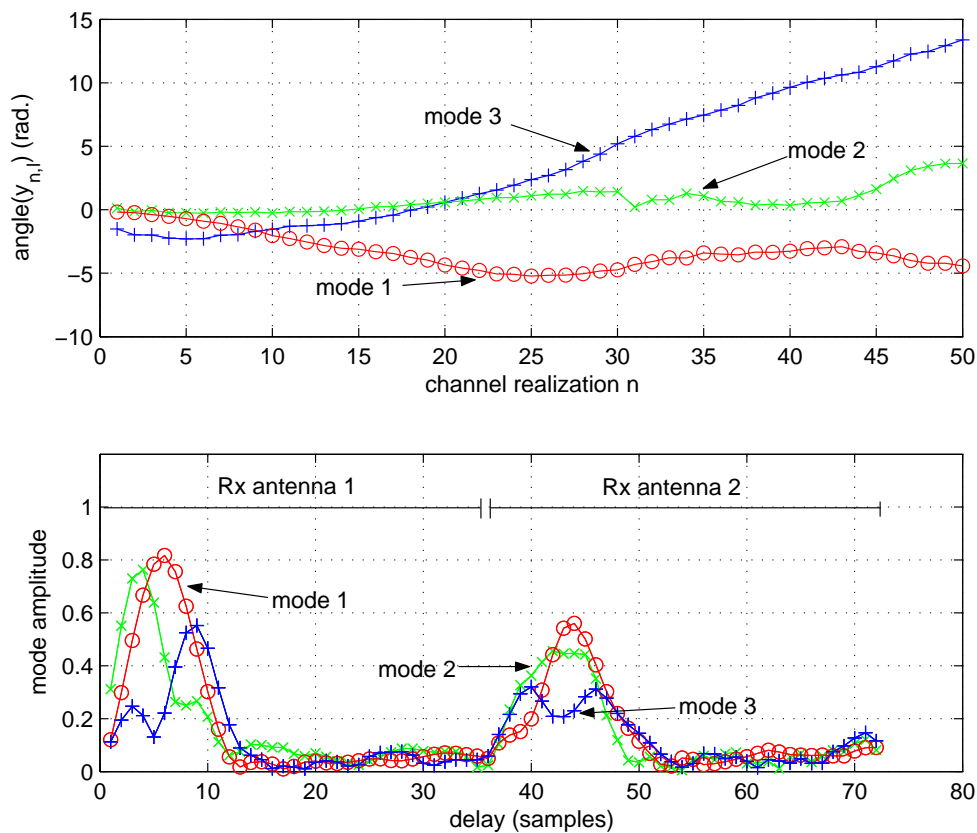 15
10
5
0
−5
−10
angle(y_{n,l}) (rad.)
mode 3
mode 2
mode 1
0 5 10 15 20 25 30 35 40 45 50
channel realization n
Rx antenna 1
Rx antenna 2
1
0.8
0.6
0.4
0.2
0
mode amplitude
mode 1
mode 2
mode 3
0 10 20 30 40 50 60 70 80
delay (samples)